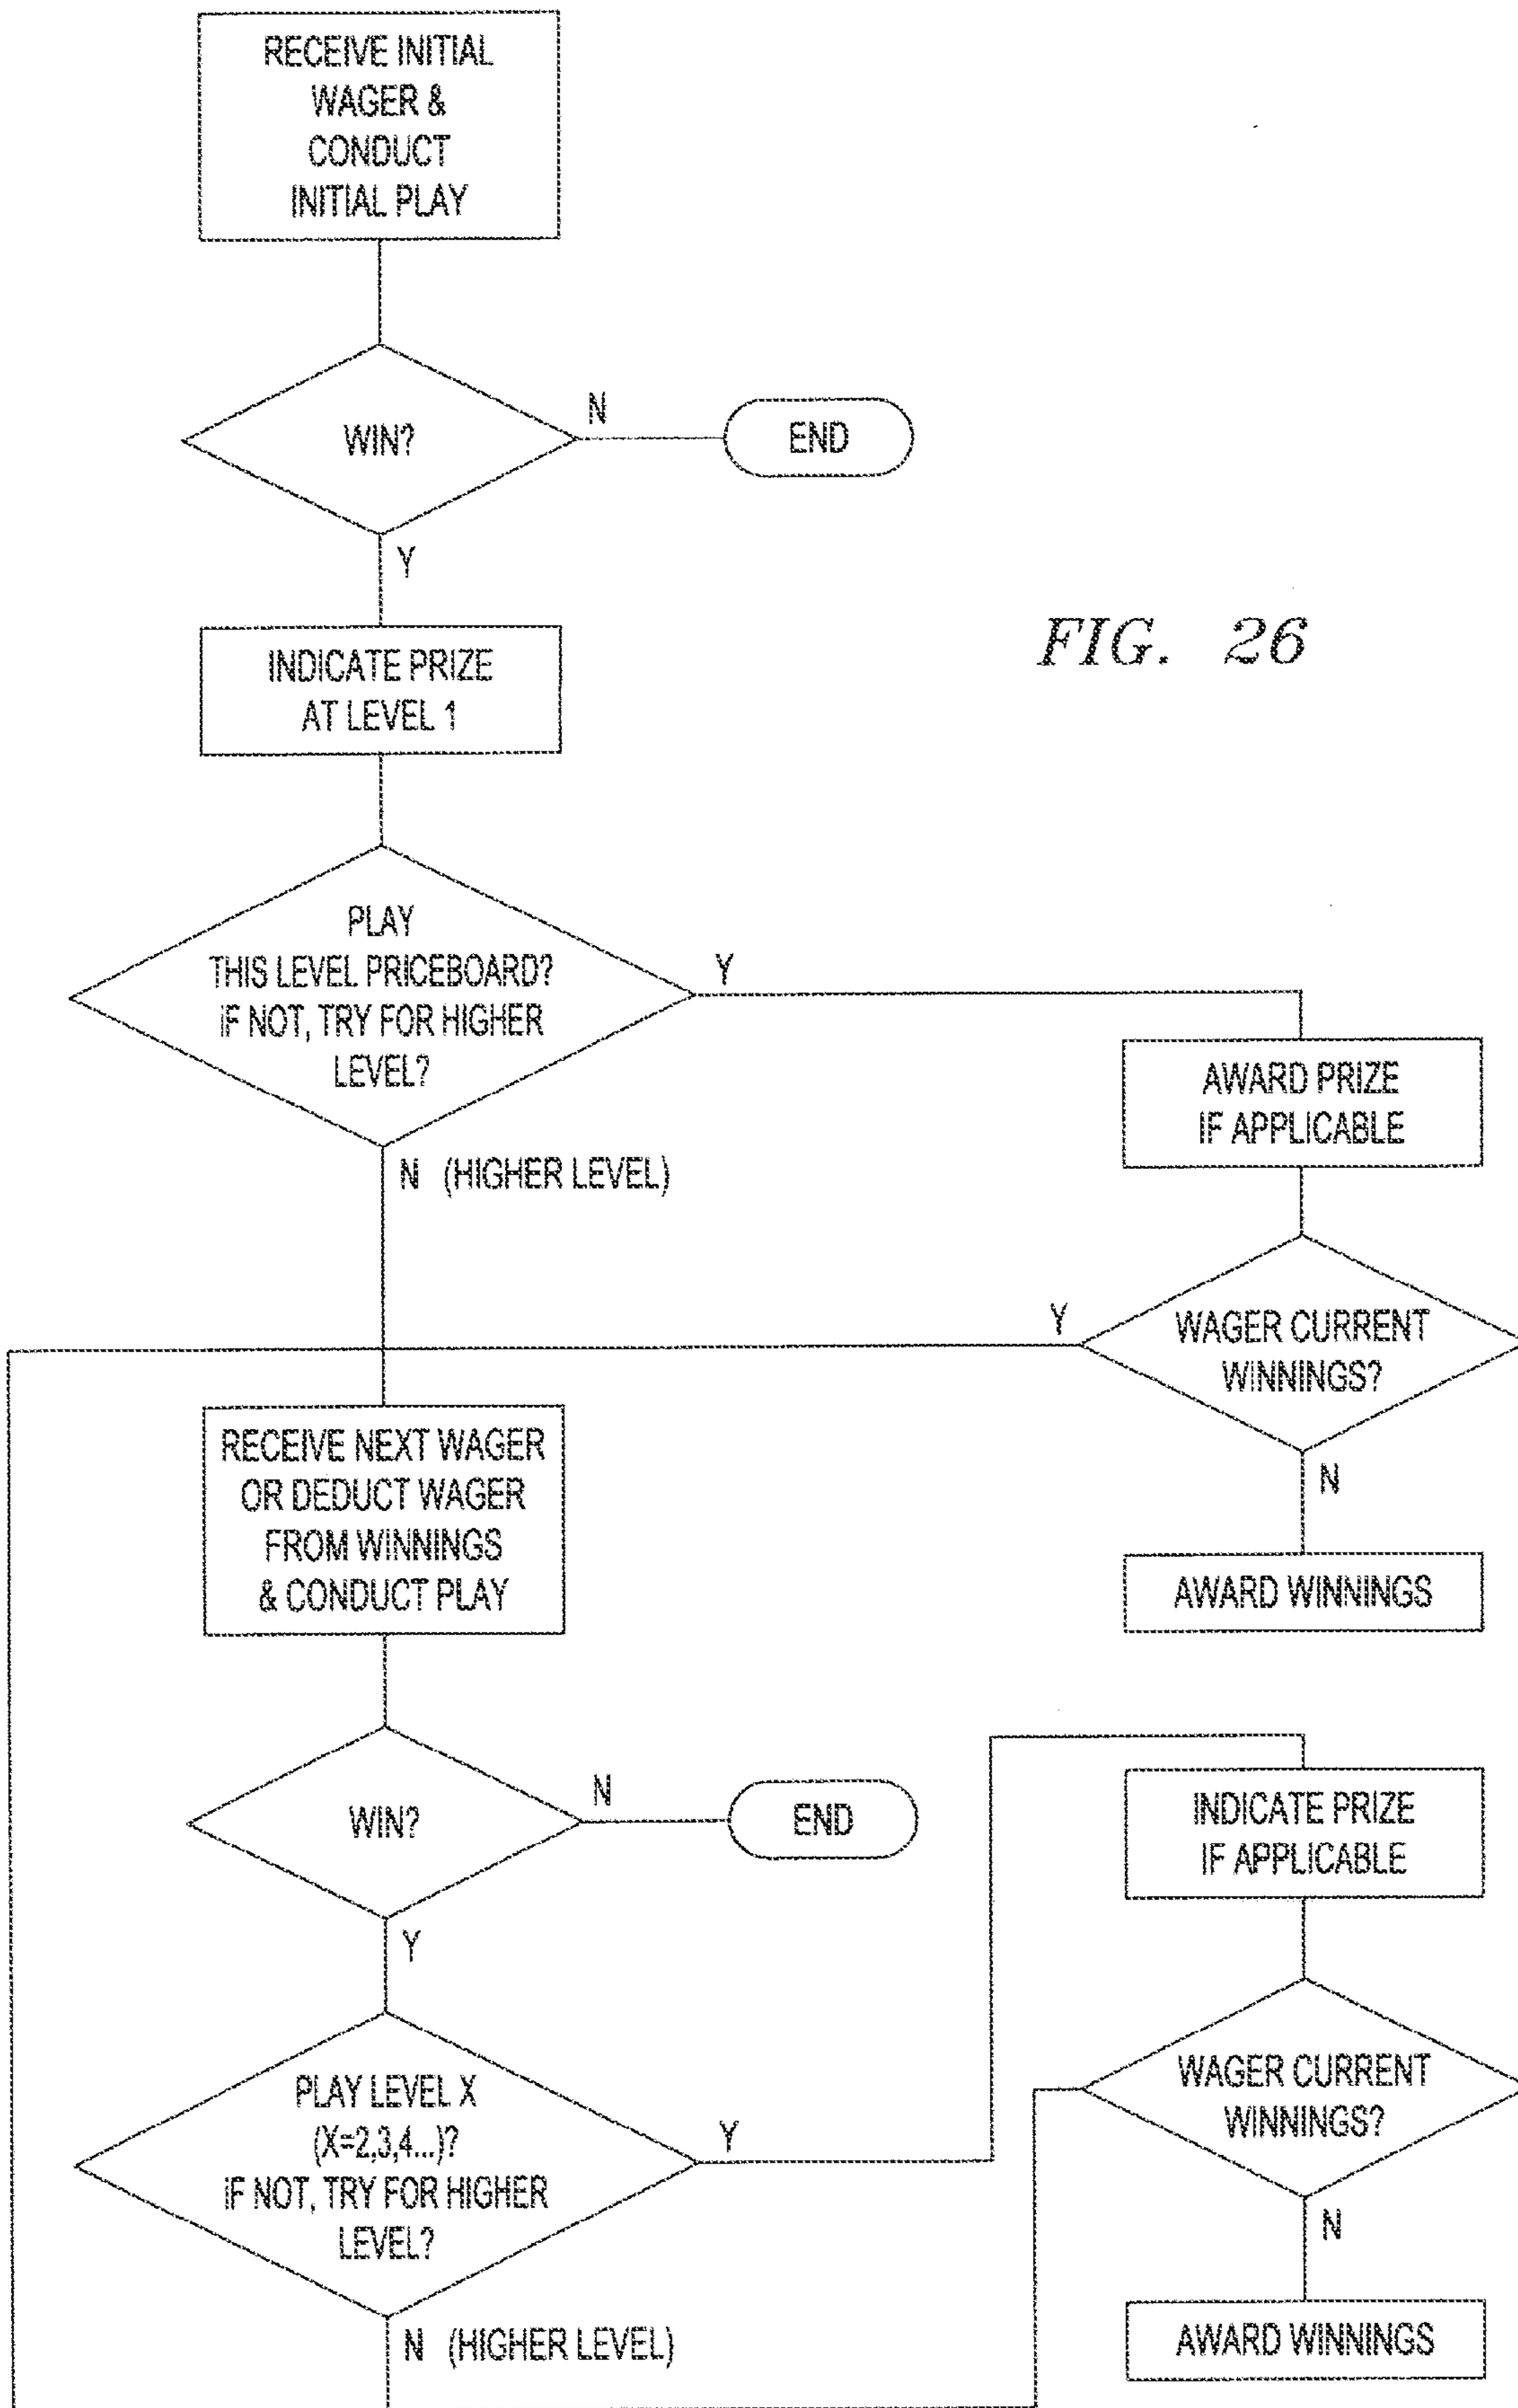 RECEIVE INITIAL
WAGER &
CONDUCT
INITIAL PLAY
WIN?
N
END
Y
INDICATE PRIZE
AT LEVEL 1
FIG. 26
PLAY
THIS LEVEL PRICEBOARD?
IF NOT, TRY FOR HIGHER
LEVEL?
Y
N (HIGHER LEVEL)
AWARD PRIZE
IF APPLICABLE
WAGER CURRENT
WINNINGS?
Y
N
AWARD WINNINGS
RECEIVE NEXT WAGER
OR DEDUCT WAGER
FROM WINNINGS
& CONDUCT PLAY
WIN?
N
END
Y
PLAY LEVEL X
(X=2,3,4...)?
IF NOT, TRY FOR HIGHER
LEVEL?
Y
N (HIGHER LEVEL)
INDICATE PRIZE
IF APPLICABLE
WAGER CURRENT
WINNINGS?
N
AWARD WINNINGS